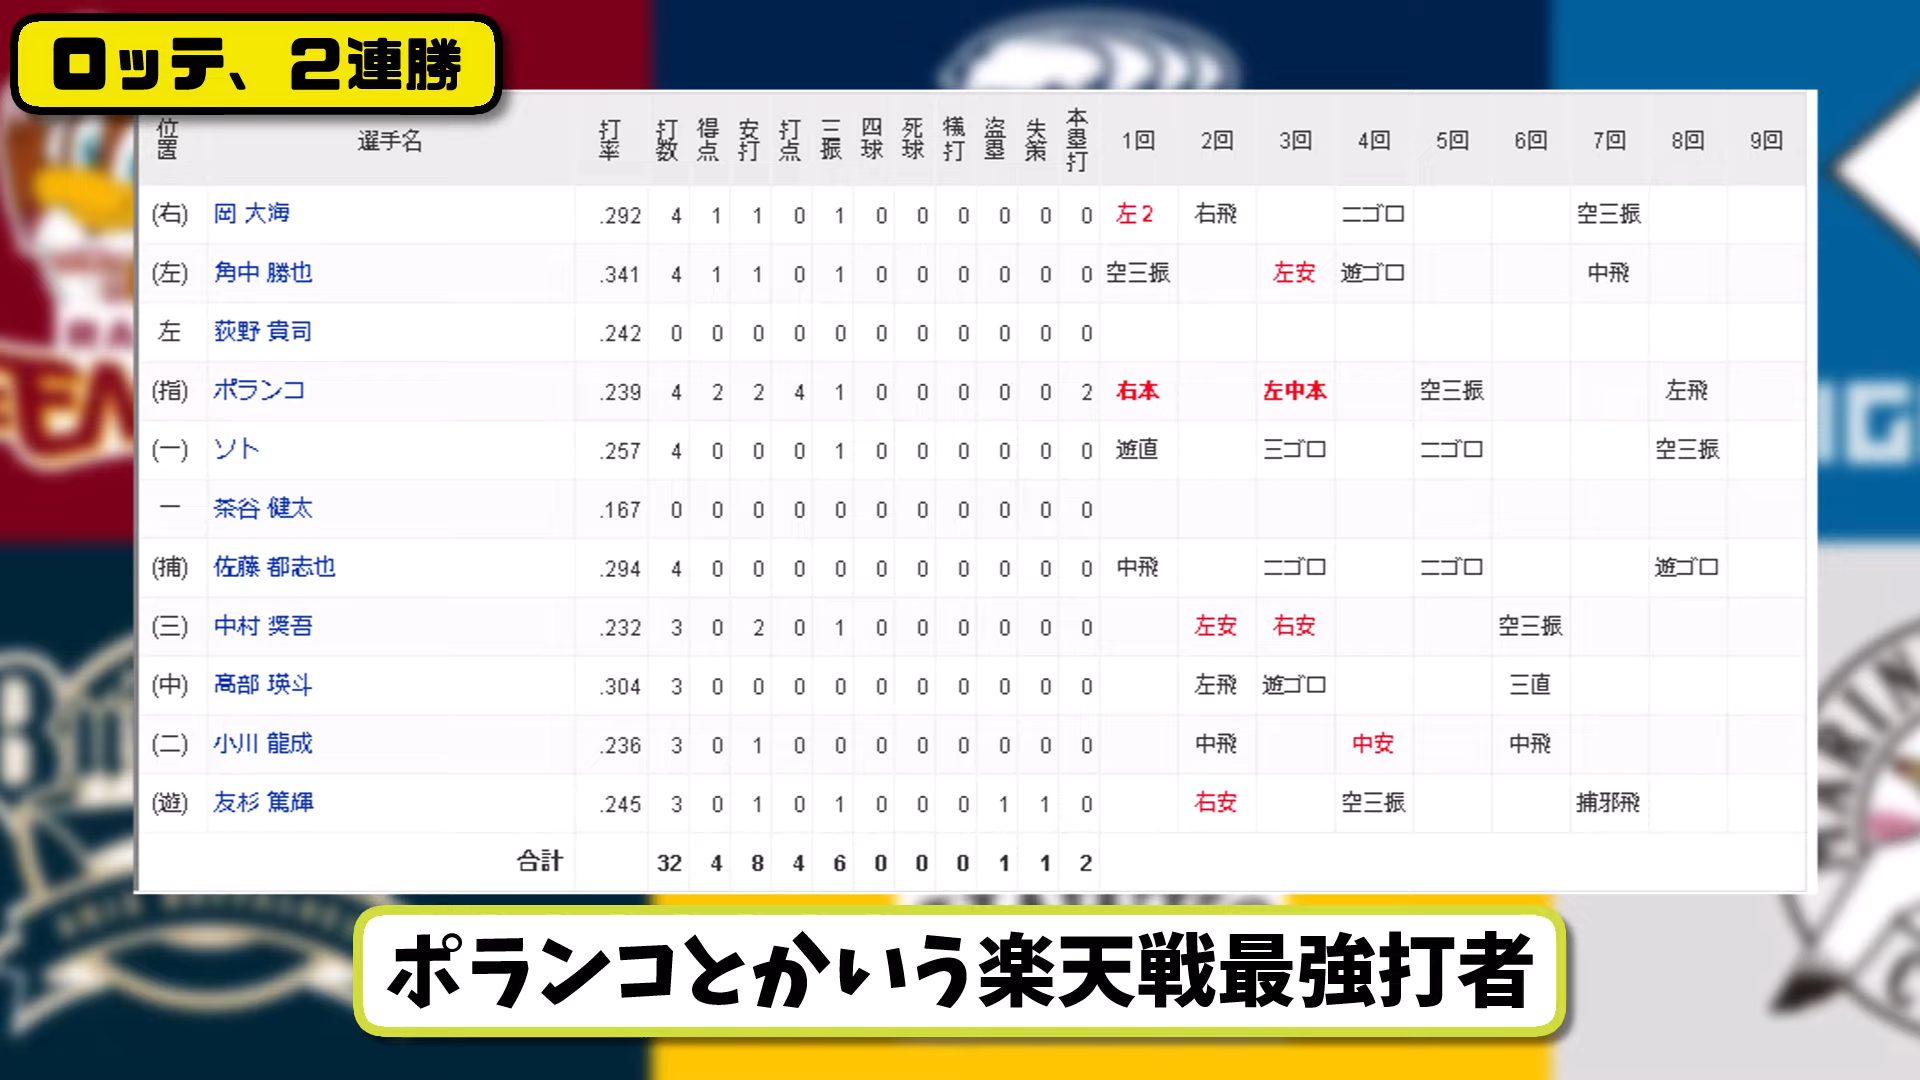 ロッテ、2連勝
位置 選手名 打率 打数 得点 安打 打点 三振 四球 死球 犠打 盗塁 失策 本塁打 1回 2回 3回 4回 5回 6回 7回 8回 9回
(右) 岡 大海 .292 4 1 1 0 1 0 0 0 0 0 0 左2 右飛 二ゴロ 空三振
(左) 角中 勝也 .341 4 1 1 0 1 0 0 0 0 0 0 空三振 左安 遊ゴロ 中飛
左 荻野 貴司 .242 0 0 0 0 0 0 0 0 0 0 0
(指) ポランコ .239 4 2 2 4 1 0 0 0 0 0 2 右本 左中本 空三振 左飛
(一) ソト .257 4 0 0 0 1 0 0 0 0 0 0 遊直 三ゴロ 二ゴロ 空三振
一 茶谷 健太 .167 0 0 0 0 0 0 0 0 0 0 0
(捕) 佐藤 都志也 .294 4 0 0 0 0 0 0 0 0 0 0 中飛 二ゴロ 二ゴロ 遊ゴロ
(三) 中村 奨吾 .232 3 0 2 0 1 0 0 0 0 0 0 左安 右安 空三振
(中) 高部 瑛斗 .304 3 0 0 0 0 0 0 0 0 0 0 左飛 遊ゴロ 三直
(二) 小川 龍成 .236 3 0 1 0 0 0 0 0 0 0 0 中飛 中安 中飛
(遊) 友杉 篤輝 .245 3 0 1 0 1 0 0 0 1 1 0 右安 空三振 捕邪飛
合計 32 4 8 4 6 0 0 0 1 1 2
ポランコとかいう楽天戦最強打者